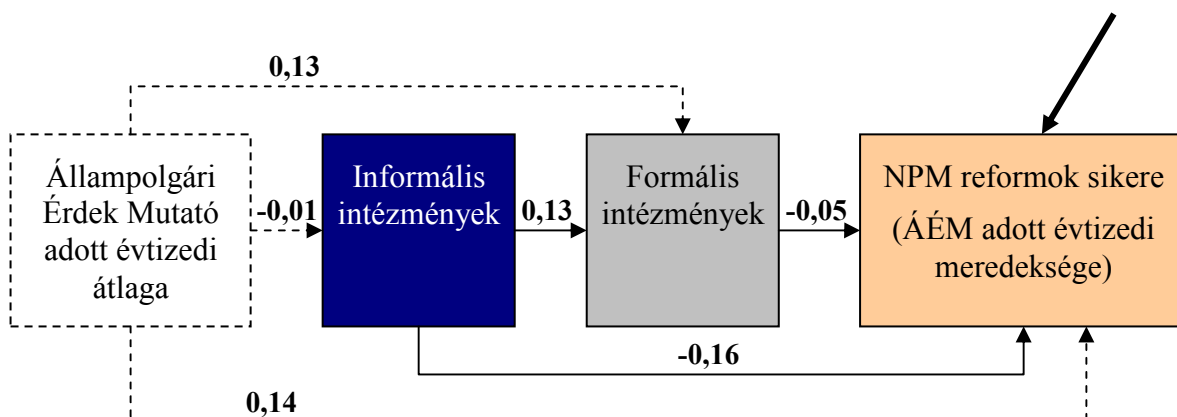 0,13
Állampolgári
Érdek Mutató
adott évtizedi
átlaga
-0,01
Informális
intézmények
0,13
Formális
intézmények
-0,05
NPM reformok sikere
(ÁÉM adott évtizedi
meredeksége)
-0,16
0,14